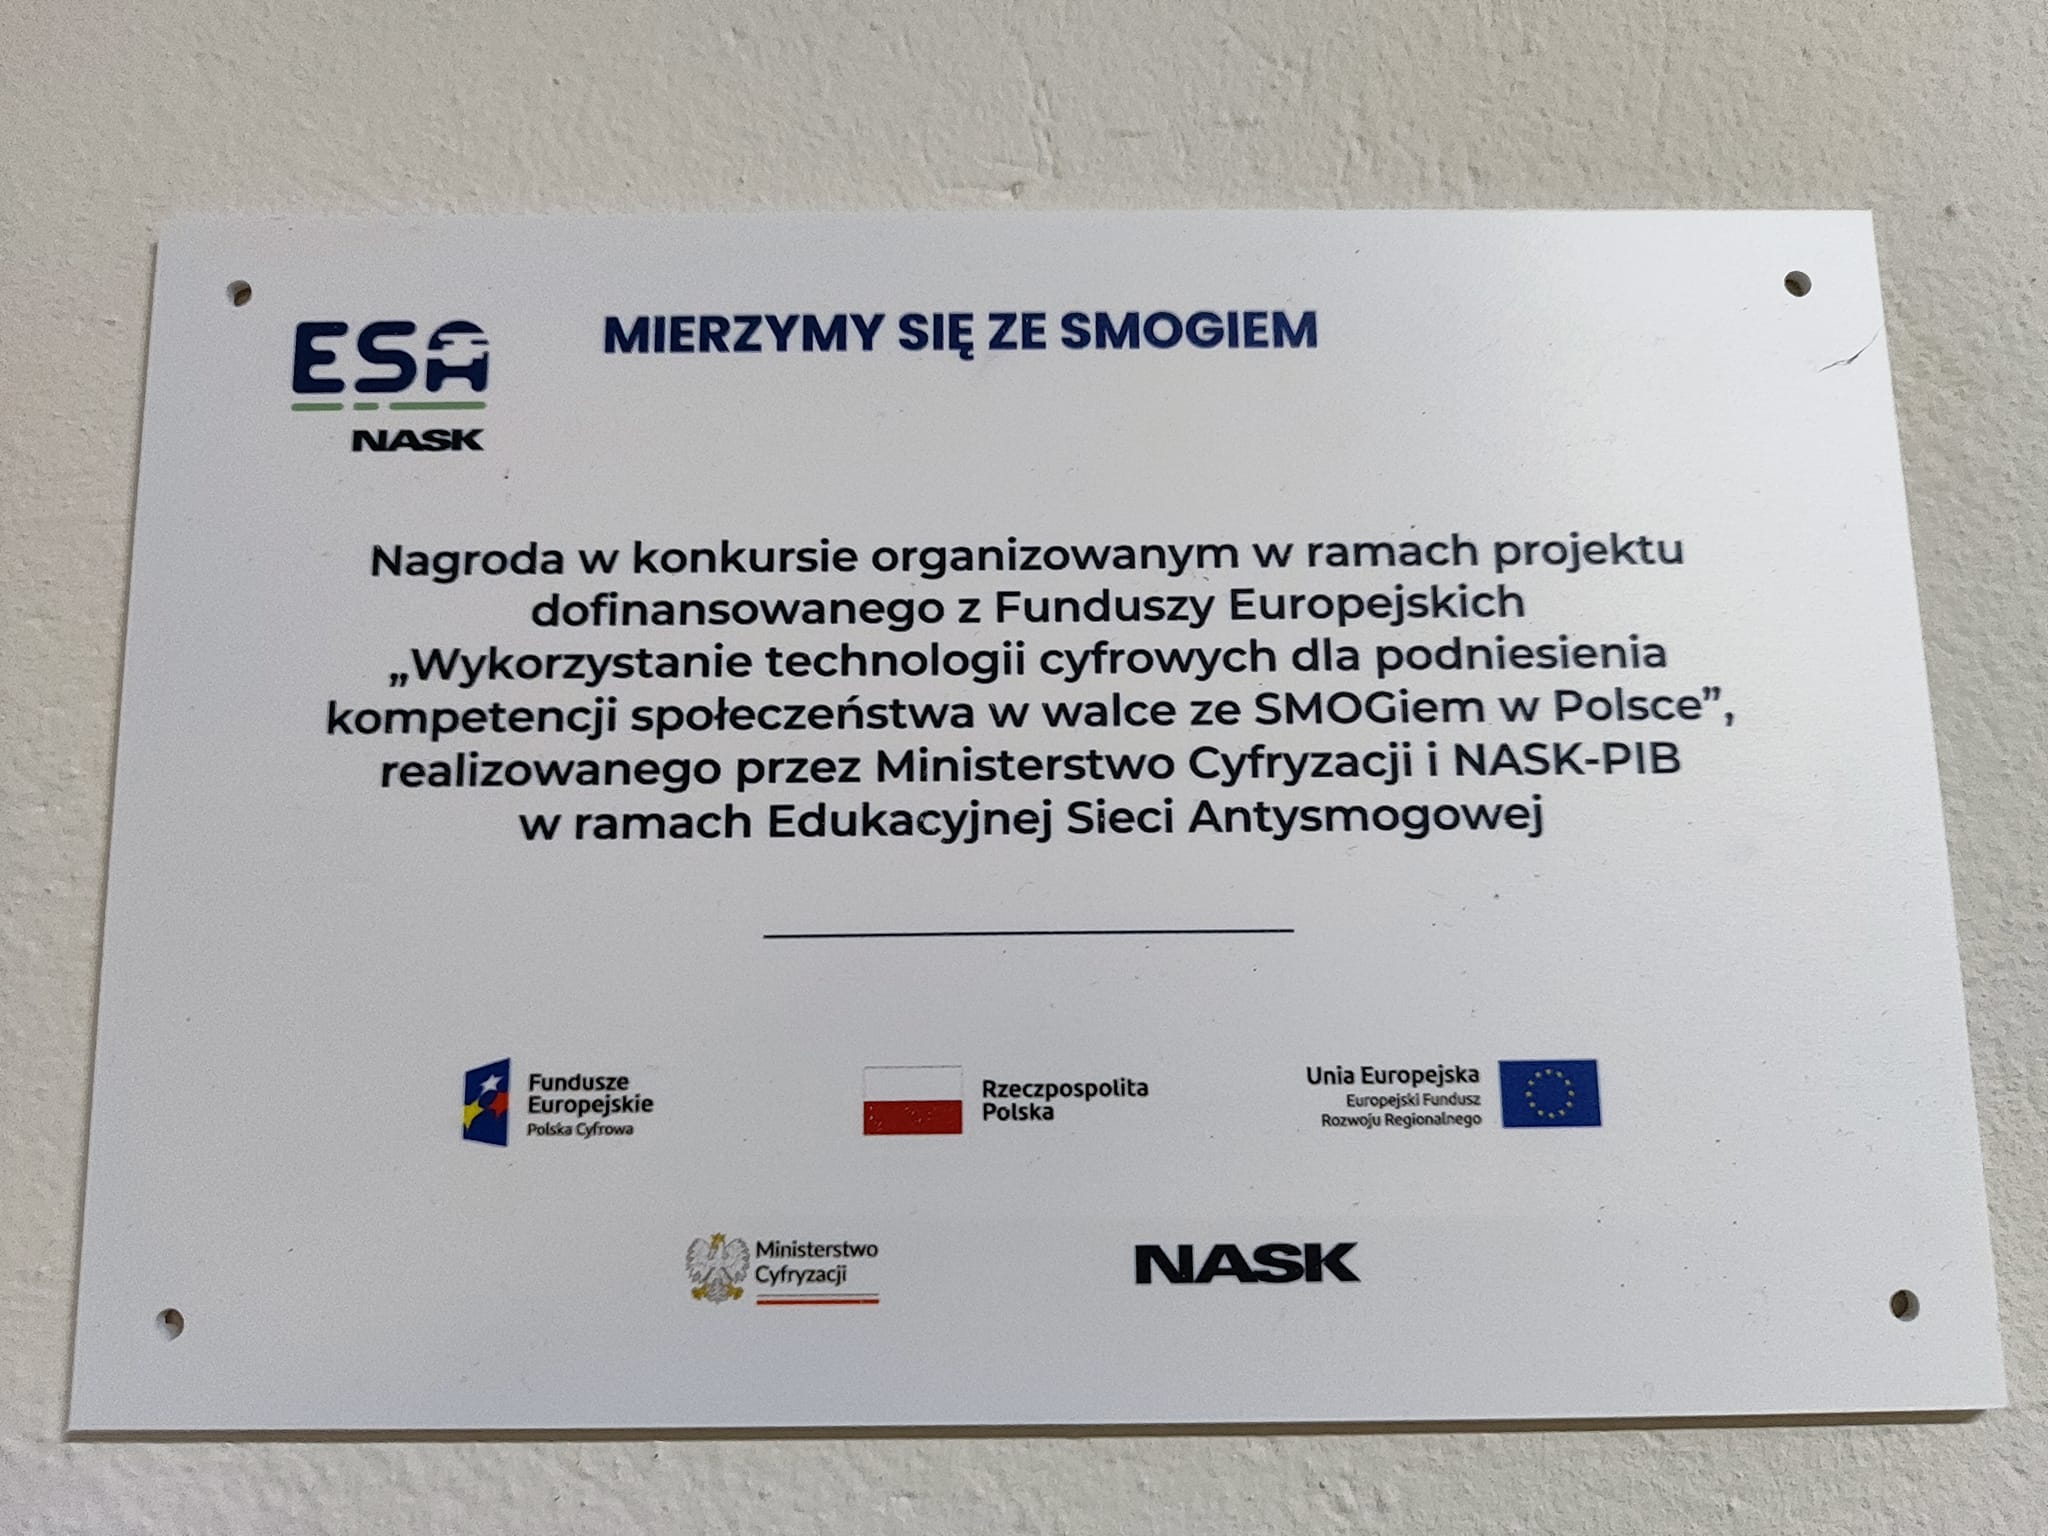 ESA
NASK
MIERZYMY SIĘ ZE SMOGIEM
Nagroda w konkursie organizowanym w ramach projektu
dofinansowanego z Funduszy Europejskich
„Wykorzystanie technologii cyfrowych dla podniesienia
kompetencji społeczeństwa w walce ze SMOGiem w Polsce”,
realizowanego przez Ministerstwo Cyfryzacji i NASK-PIB
w ramach Edukacyjnej Sieci Antysmogowej
Fundusze
Europejskie
Polska Cyfrowa
Rzeczpospolita
Polska
Unia Europejska
Europejski Fundusz
Rozwoju Regionalnego
Ministerstwo
Cyfryzacji
NASK